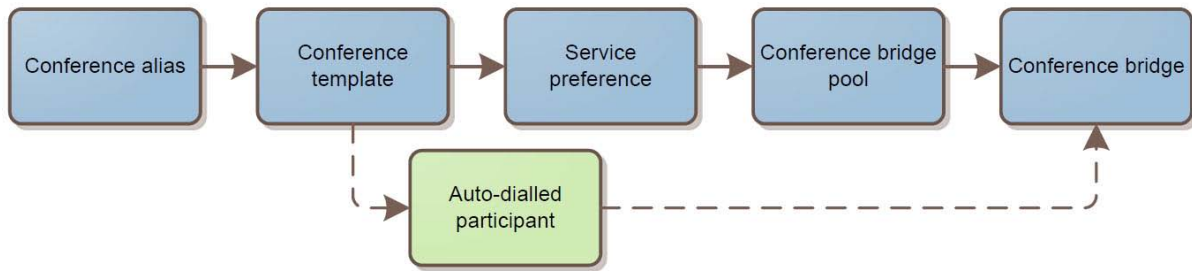 Conference alias
Conference
template
Service
preference
Conference bridge
pool
Conference bridge
Auto-dialled
participant